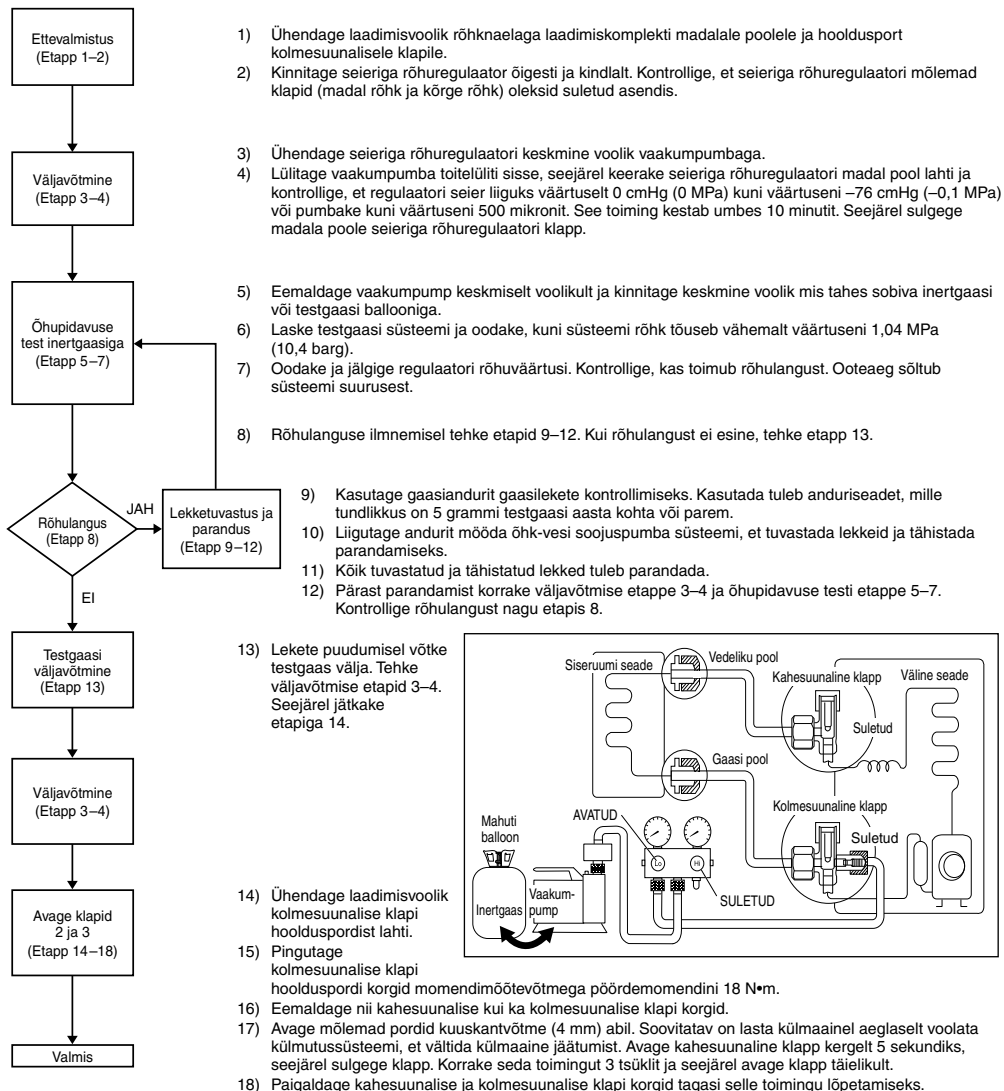 Ettevalmistus
(Etapp 1–2)
1) Ühendage laadimisvoolik rõhknaelaga laadimiskomplekti madalale poolele ja hooldusport
kolmesuunalisele klapile.
2) Kinnitage seieriga rõhuregulaator õigesti ja kindlalt. Kontrollige, et seieriga rõhuregulaatori mõlemad
klapid (madal rõhk ja kõrge rõhk) oleksid suletud asendis.
Väljavõtmine
(Etapp 3–4)
3) Ühendage seieriga rõhuregulaatori keskmine voolik vaakumpumbaga.
4) Lülitage vaakumpumba toitelüliti sisse, seejärel keerake seieriga rõhuregulaatori madal pool lahti ja
kontrollige, et regulaatori seier liiguks väärtuselt 0 cmHg (0 MPa) kuni väärtuseni –76 cmHg (–0,1 MPa)
või pumbake kuni väärtuseni 500 mikronit. See toiming kestab umbes 10 minutit. Seejärel sulgege
madala poole seieriga rõhuregulaatori klapp.
Õhupidavuse
test inertgaasiga
(Etapp 5–7)
5) Eemaldage vaakumpump keskmiselt voolikult ja kinnitage keskmine voolik mis tahes sobiva inertgaasi
või testgaasi ballooniga.
6) Laske testgaasi süsteemi ja oodake, kuni süsteemi rõhk tõuseb vähemalt väärtuseni 1,04 MPa
(10,4 barg).
7) Oodake ja jälgige regulaatori rõhuväärtusi. Kontrollige, kas toimub rõhulangust. Ooteaeg sõltub
süsteemi suurusest.
8) Rõhulanguse ilmnemisel tehke etapid 9–12. Kui rõhulangust ei esine, tehke etapp 13.
Rõhulangus
(Etapp 8)
JAH
EI
Lekketuvastus ja
parandus
(Etapp 9–12)
9) Kasutage gaasiandurit gaasilekete kontrollimiseks. Kasutada tuleb anduriseadet, mille
tundlikkus on 5 grammi testgaasi aasta kohta või parem.
10) Liigutage andurit mööda õhk-vesi soojuspumba süsteemi, et tuvastada lekkeid ja tähistada
parandamiseks.
11) Kõik tuvastatud ja tähistatud lekked tuleb parandada.
12) Pärast parandamist korrake väljavõtmise etappe 3–4 ja õhupidavuse testi etappe 5–7.
Kontrollige rõhulangust nagu etapis 8.
Testgaasi
väljavõtmine
(Etapp 13)
13) Lekete puudumisel võtke
testgaas välja. Tehke
väljavõtmise etapid 3–4.
Seejärel jätkake
etapiga 14.
Siseruumi seade
Vedeliku pool
Kahesuunaline klapp
Väline seade
Suletud
Gaasi pool
Kolmesuunaline klapp
Suletud
AVATUD
Lo
Hi
SULETUD
Mahuti
balloon
Inertgaas
Vaakum-
pump
Väljavõtmine
(Etapp 3–4)
Avage klapid
2 ja 3
(Etapp 14–18)
14) Ühendage laadimisvoolik
kolmesuunalise klapi
hoolduspordist lahti.
15) Pingutage
kolmesuunalise klapi
hoolduspordi korgid momendimõõtevõtmega pöördemomendini 18 N•m.
16) Eemaldage nii kahesuunalise kui ka kolmesuunalise klapi korgid.
17) Avage mõlemad pordid kuuskantvõtme (4 mm) abil. Soovitatav on lasta külmaainel aeglaselt voolata
külmutussüsteemi, et vältida külmaaine jäätumist. Avage kahesuunaline klapp kergelt 5 sekundiks,
seejärel sulgege klapp. Korrake seda toimingut 3 tsüklit ja seejärel avage klapp täielikult.
18) Paigaldage kahesuunalise ja kolmesuunalise klapi korgid tagasi selle toimingu lõpetamiseks.
Valmis